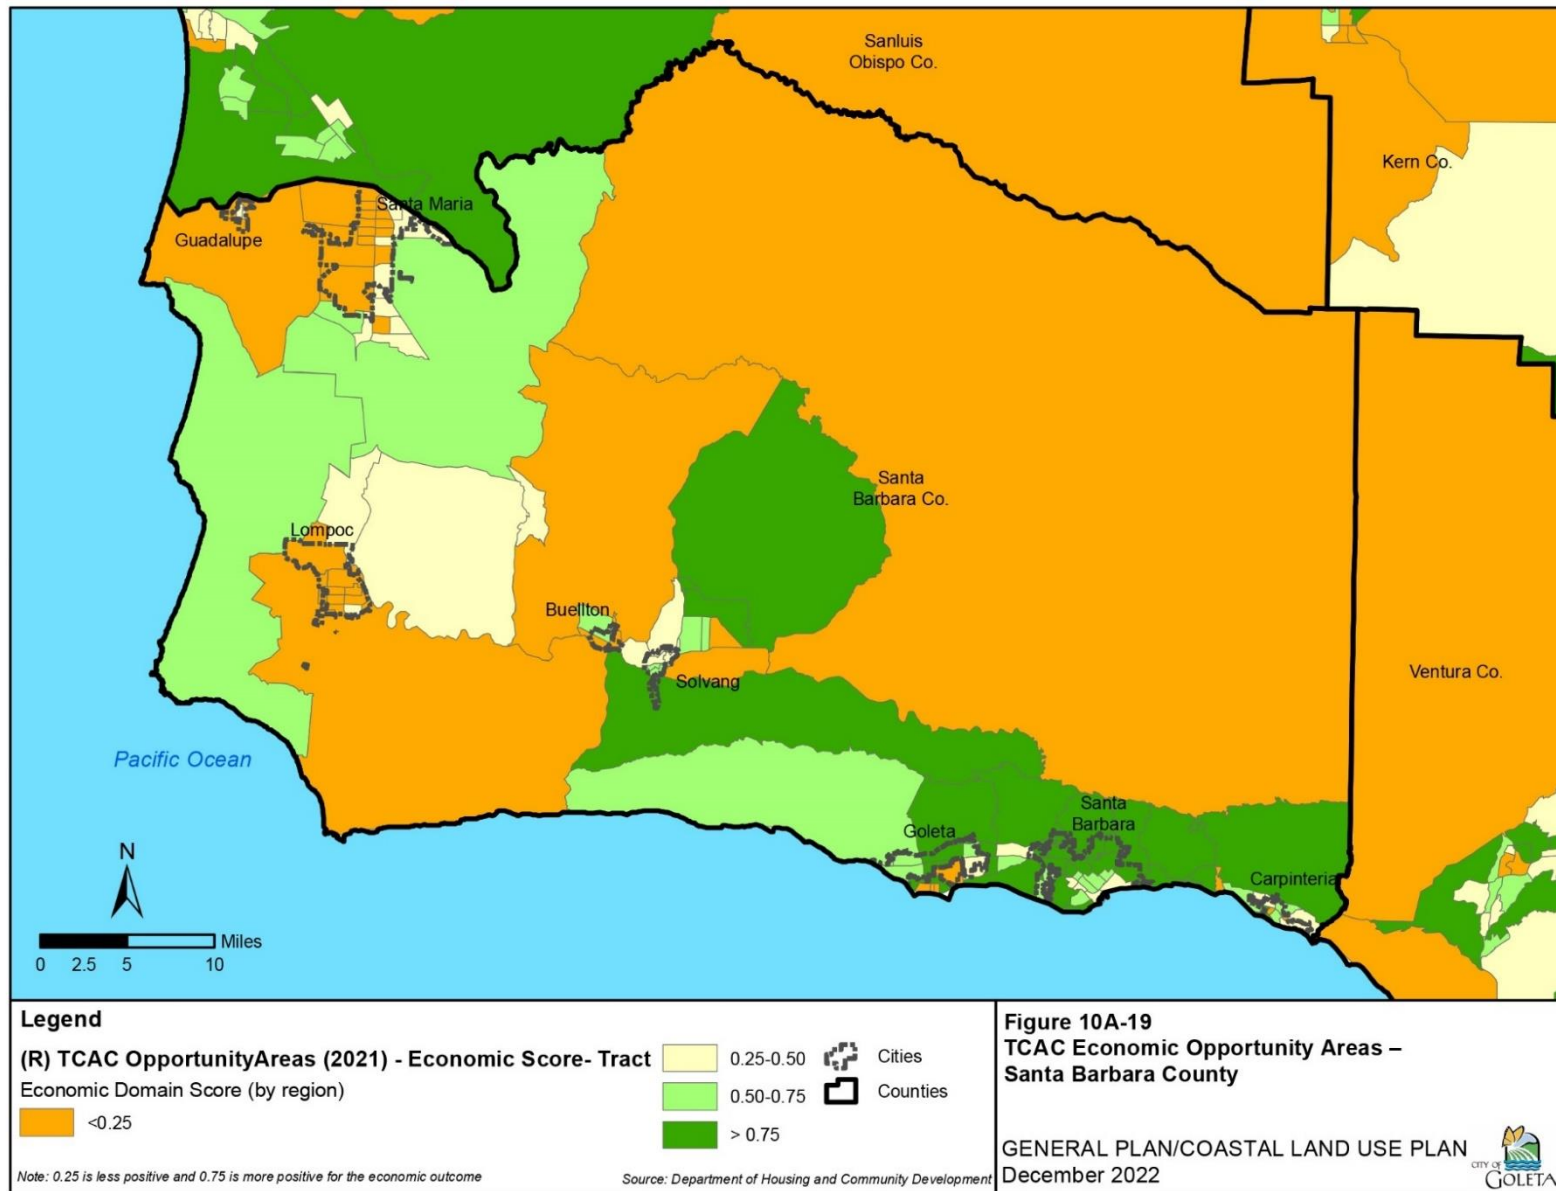 Sanluis
Obispo Co.
Kern Co.
Santa Maria
Guadalupe
Santa
Barbara Co.
Lompoc
Buellton
Solvang
Ventura Co.
Pacific Ocean
Santa
Barbara
Goleta
Carpinteria
N
Miles
0 2.5 5 10
Legend
(R) TCAC OpportunityAreas (2021) - Economic Score- Tract
Economic Domain Score (by region)
<0.25
0.25-0.50
0.50-0.75
> 0.75
Cities
Counties
Note: 0.25 is less positive and 0.75 is more positive for the economic outcome
Source: Department of Housing and Community Development
Figure 10A-19
TCAC Economic Opportunity Areas –
Santa Barbara County
GENERAL PLAN/COASTAL LAND USE PLAN
December 2022
CITY OF
GOLETA